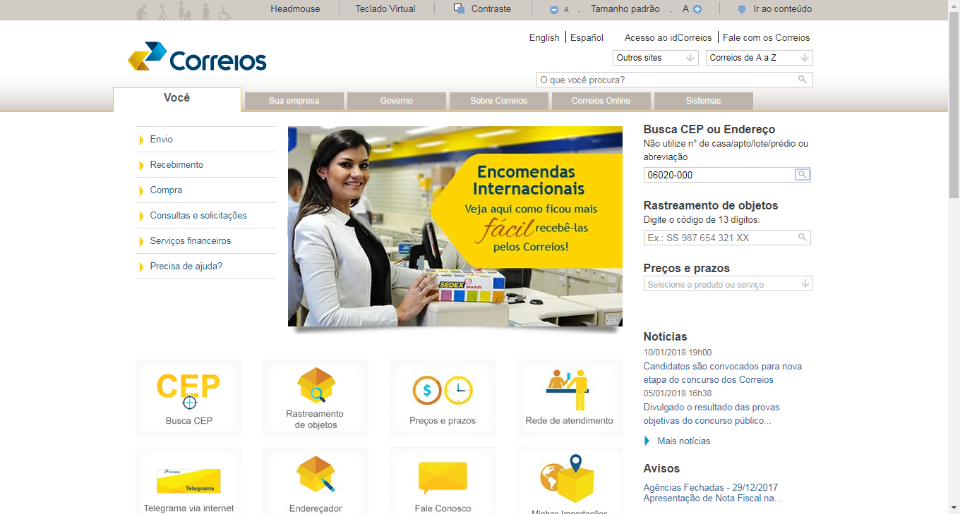 Headmouse
Teclado Virtual
Contraste
A . Tamanho padrão . A
Ir ao conteúdo
English Español Acesso ao idCorreios Fale com os Correios
Correios
Outros sites Correios de A a Z
O que você procura?
Você
Sua empresa
Governo
Sobre Correios
Correios Online
Sistemas
Envio
Recebimento
Compra
Consultas e solicitações
Serviços financeiros
Precisa de ajuda?
Encomendas
Internacionais
Veja aqui como ficou mais
fácil recebê-las
pelos Correios!
SEDEX
Busca CEP ou Endereço
Não utilize n° de casa/apto/lote/prédio ou
abreviação
06020-000
Rastreamento de objetos
Digite o código de 13 dígitos:
Ex.: SS 987 654 321 XX
Preços e prazos
Selecione o produto ou serviço
Notícias
10/01/2018 19h00
Candidatos são convocados para nova
etapa do concurso dos Correios
05/01/2018 16h38
Divulgado o resultado das provas
objetivas do concurso público...
Mais notícias
Avisos
Agências Fechadas - 29/12/2017
Apresentação de Nota Fiscal na...
CEP
Busca CEP
Rastreamento
de objetos
$
Preços e prazos
Rede de atendimento
Telegrama
Telegrama via internet
Endereçador
Fale Conosco
Minhas Importações